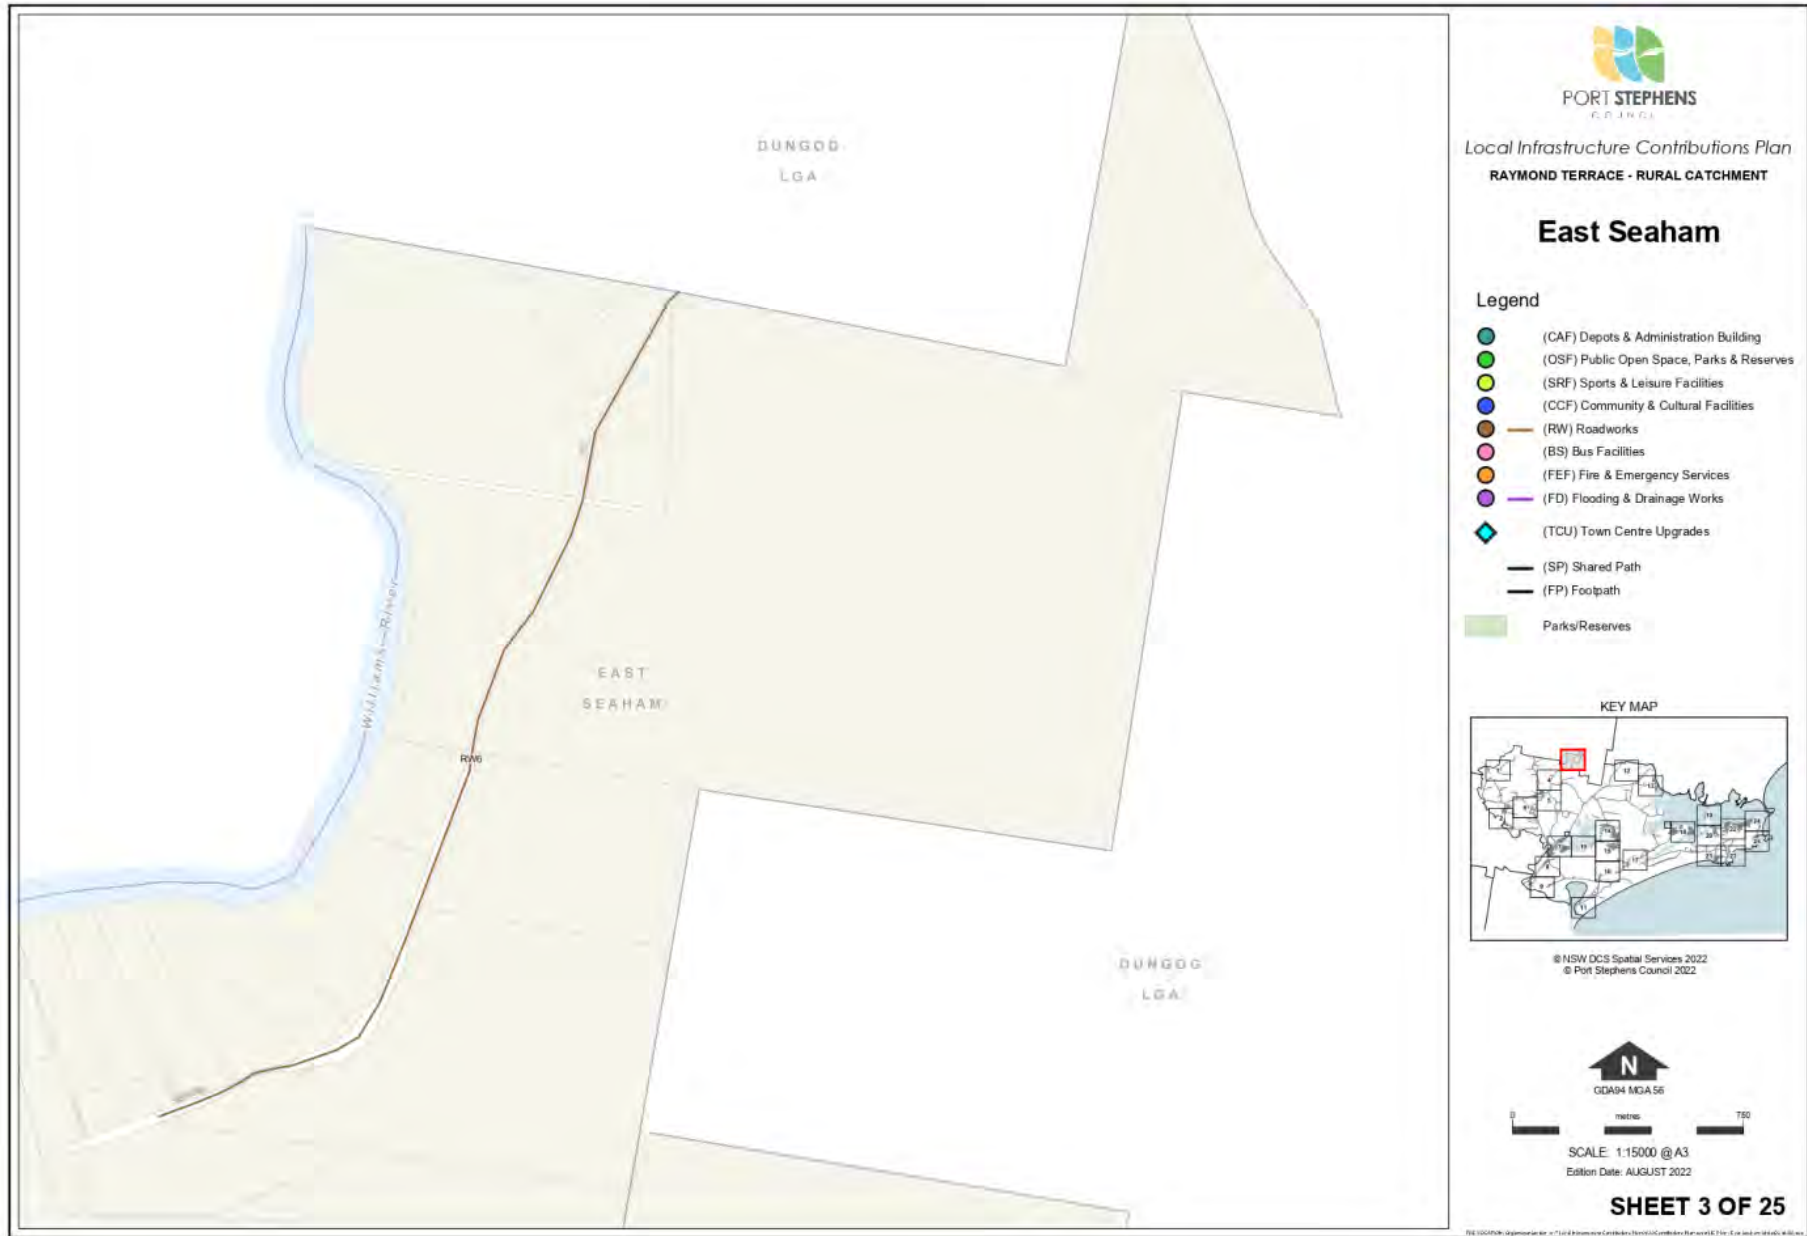 DUNGOG
LGA
Williams River
EAST
SEAHAM
RW6
DUNGOG
LGA
PORT STEPHENS
COUNCIL
Local Infrastructure Contributions Plan
RAYMOND TERRACE - RURAL CATCHMENT
East Seaham
Legend
(CAF) Depots & Administration Building
(OSF) Public Open Space, Parks & Reserves
(SRF) Sports & Leisure Facilities
(CCF) Community & Cultural Facilities
(RW) Roadworks
(BS) Bus Facilities
(FEF) Fire & Emergency Services
(FD) Flooding & Drainage Works
(TCU) Town Centre Upgrades
(SP) Shared Path
(FP) Footpath
Parks/Reserves
KEY MAP
12
© NSW DCS Spatial Services 2022
© Port Stephens Council 2022
N
GDA94 MGA 56
0 metres 750
SCALE: 1:15000 @ A3
Edition Date: AUGUST 2022
SHEET 3 OF 25